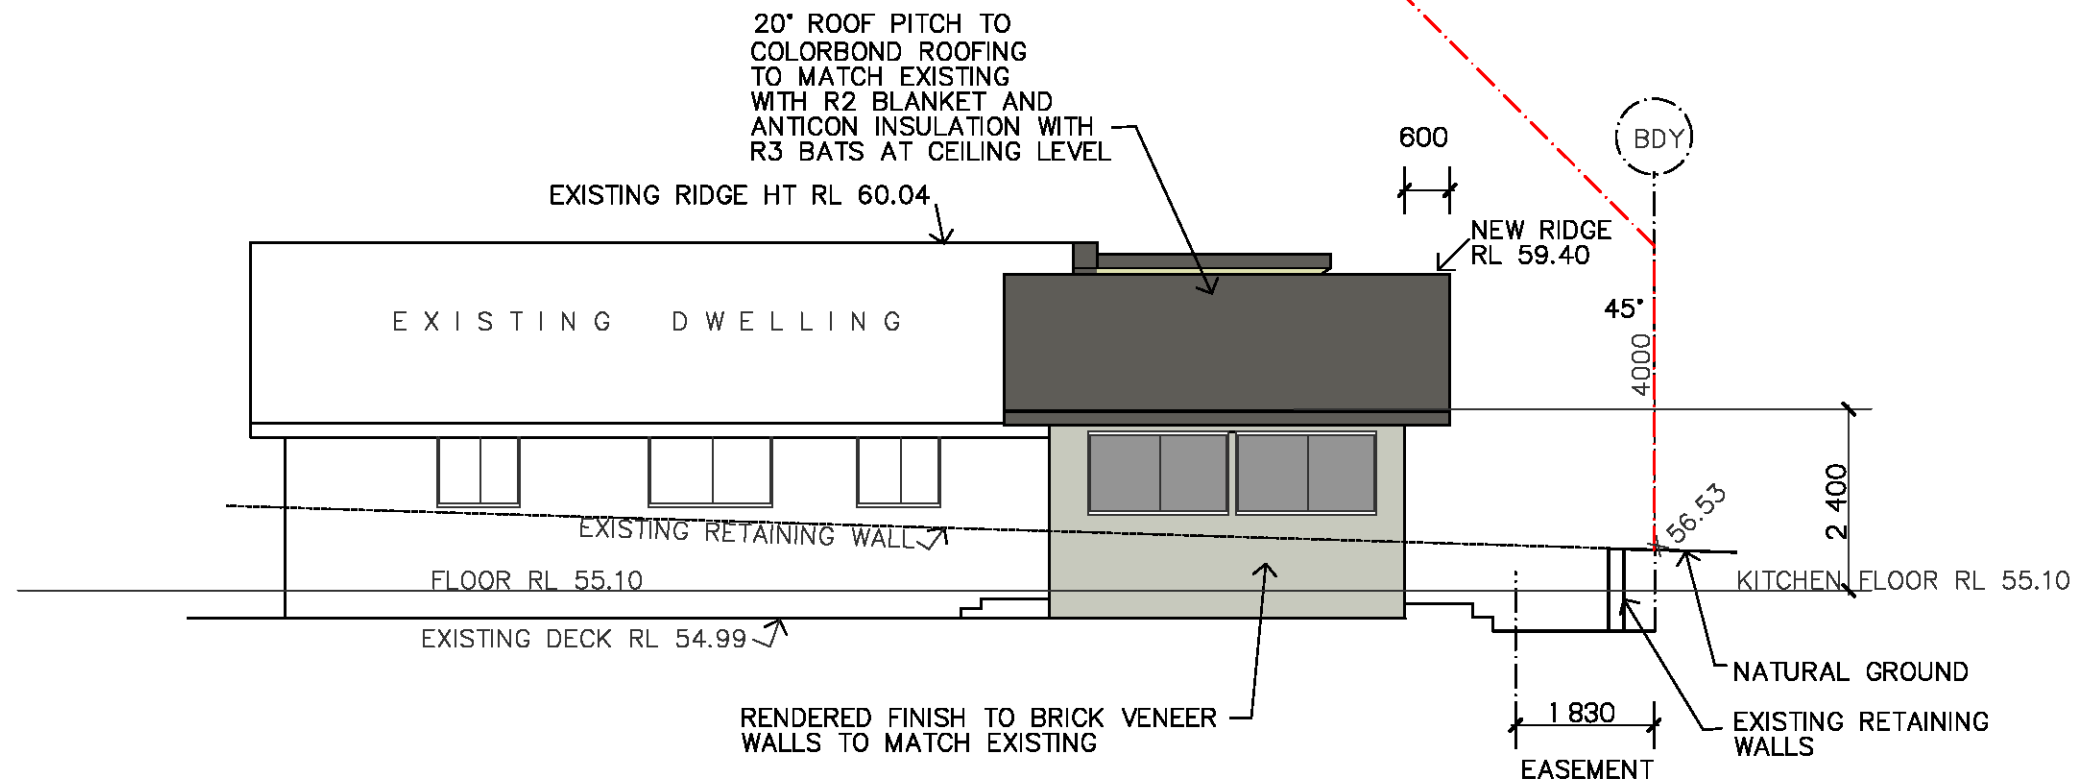 20° ROOF PITCH TO
COLORBOND ROOFING
TO MATCH EXISTING
WITH R2 BLANKET AND
ANTICON INSULATION WITH
R3 BATS AT CEILING LEVEL
600
BDY
EXISTING RIDGE HT RL 60.04
NEW RIDGE
RL 59.40
EXISTING DWELLING
45°
4000
2 400
56.53
EXISTING RETAINING WALL
FLOOR RL 55.10
KITCHEN FLOOR RL 55.10
EXISTING DECK RL 54.99
NATURAL GROUND
RENDERED FINISH TO BRICK VENEER
WALLS TO MATCH EXISTING
1 830
EXISTING RETAINING
WALLS
EASEMENT